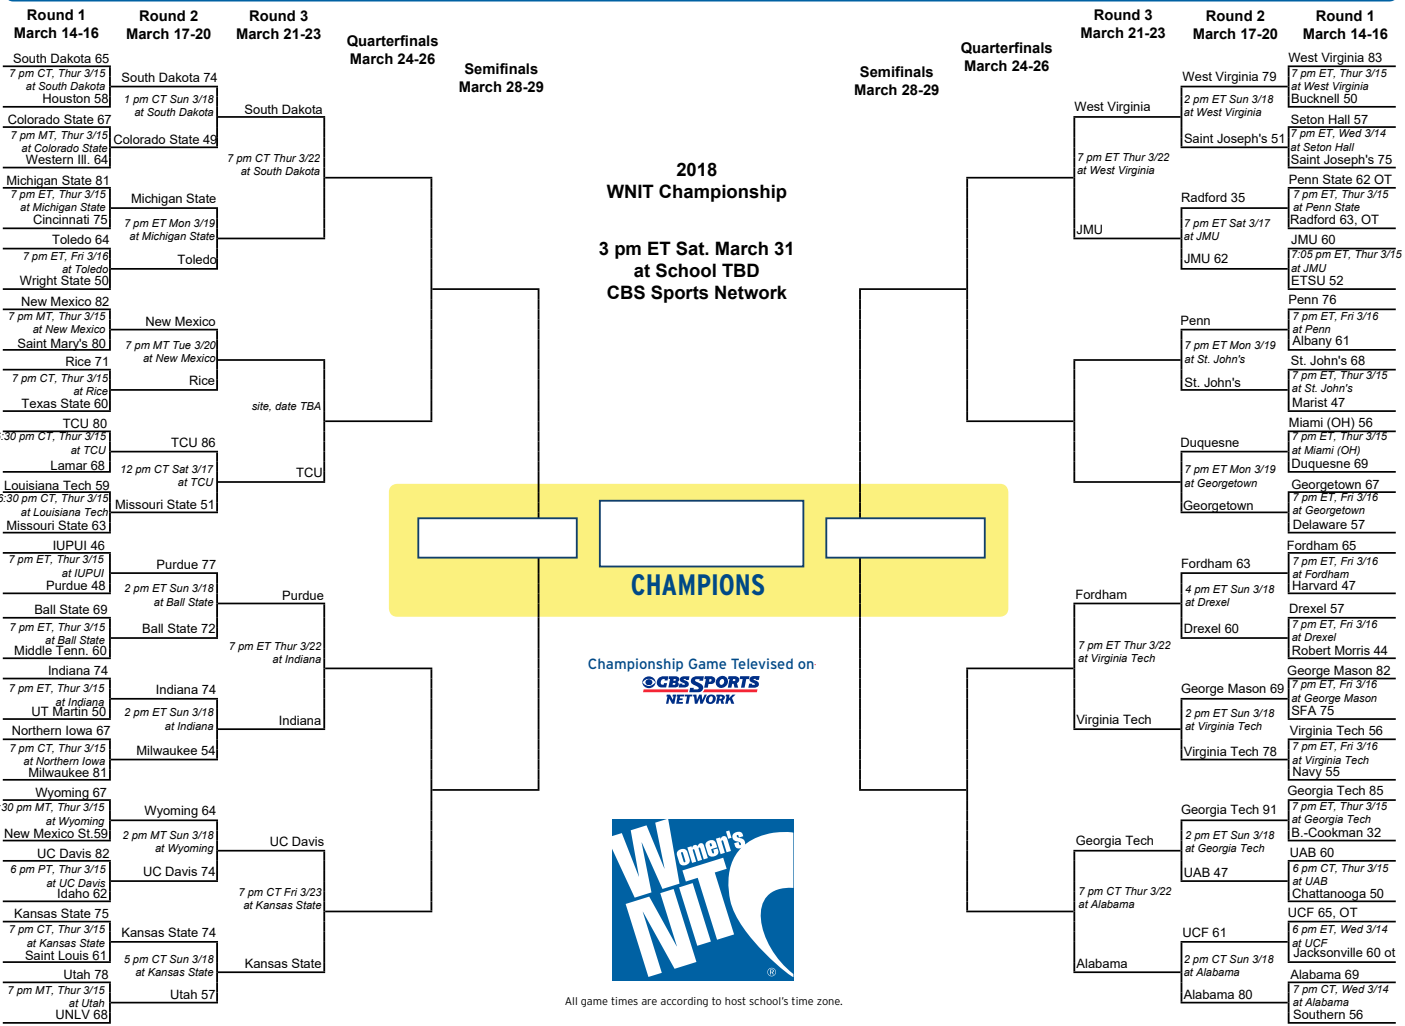 Round 1
March 14-16
Round 2
March 17-20
Round 3
March 21-23
Quarterfinals
March 24-26
Semifinals
March 28-29
South Dakota 65
7 pm CT, Thur 3/15
at South Dakota
Houston 58
Colorado State 67
7 pm MT, Thur 3/15
at Colorado State
Western Ill. 64
Michigan State 81
7 pm ET, Thur 3/15
at Michigan State
Cincinnati 75
Toledo 64
7 pm ET, Fri 3/16
at Toledo
Wright State 50
New Mexico 82
7 pm MT, Thur 3/15
at New Mexico
Saint Mary's 80
Rice 71
7 pm CT, Thur 3/15
at Rice
Texas State 60
TCU 80
:30 pm CT, Thur 3/15
at TCU
Lamar 68
Louisiana Tech 59
6:30 pm CT, Thur 3/15
at Louisiana Tech
Missouri State 63
IUPUI 46
7 pm ET, Thur 3/15
at IUPUI
Purdue 48
Ball State 69
7 pm ET, Thur 3/15
at Ball State
Middle Tenn. 60
Indiana 74
7 pm ET, Thur 3/15
at Indiana
UT Martin 50
Northern Iowa 67
7 pm CT, Thur 3/15
at Northern Iowa
Milwaukee 81
Wyoming 67
30 pm MT, Thur 3/15
at Wyoming
New Mexico St.59
UC Davis 82
6 pm PT, Thur 3/15
at UC Davis
Idaho 62
Kansas State 75
7 pm CT, Thur 3/15
at Kansas State
Saint Louis 61
Utah 78
7 pm MT, Thur 3/15
at Utah
UNLV 68
South Dakota 74
1 pm CT Sun 3/18
at South Dakota
Colorado State 49
Michigan State
7 pm ET Mon 3/19
at Michigan State
Toledo
New Mexico
7 pm MT Tue 3/20
at New Mexico
Rice
TCU 86
12 pm CT Sat 3/17
at TCU
Missouri State 51
Purdue 77
2 pm ET Sun 3/18
at Ball State
Ball State 72
Indiana 74
2 pm ET Sun 3/18
at Indiana
Milwaukee 54
Wyoming 64
2 pm MT Sun 3/18
at Wyoming
UC Davis 74
Kansas State 74
5 pm CT Sun 3/18
at Kansas State
Utah 57
South Dakota
7 pm CT Thur 3/22
at South Dakota
site, date TBA
TCU
Purdue
7 pm ET Thur 3/22
at Indiana
Indiana
UC Davis
7 pm CT Fri 3/23
at Kansas State
Kansas State
2018
WNIT Championship
3 pm ET Sat. March 31
at School TBD
CBS Sports Network
CHAMPIONS
Championship Game Televised on
CBS SPORTS
NETWORK
Women's
NIT
®
All game times are according to host school's time zone.
Semifinals
March 28-29
Quarterfinals
March 24-26
Round 3
March 21-23
Round 2
March 17-20
Round 1
March 14-16
West Virginia
7 pm ET Thur 3/22
at West Virginia
JMU
Fordham
7 pm ET Thur 3/22
at Virginia Tech
Virginia Tech
Georgia Tech
7 pm CT Thur 3/22
at Alabama
Alabama
West Virginia 79
2 pm ET Sun 3/18
at West Virginia
Saint Joseph's 51
Radford 35
7 pm ET Sat 3/17
at JMU
JMU 62
Penn
7 pm ET Mon 3/19
at St. John's
St. John's
Duquesne
7 pm ET Mon 3/19
at Georgetown
Georgetown
Fordham 63
4 pm ET Sun 3/18
at Drexel
Drexel 60
George Mason 69
2 pm ET Sun 3/18
at Virginia Tech
Virginia Tech 78
Georgia Tech 91
2 pm ET Sun 3/18
at Georgia Tech
UAB 47
UCF 61
2 pm CT Sun 3/18
at Alabama
Alabama 80
West Virginia 83
7 pm ET, Thur 3/15
at West Virginia
Bucknell 50
Seton Hall 57
7 pm ET, Wed 3/14
at Seton Hall
Saint Joseph's 75
Penn State 62 OT
7 pm ET, Thur 3/15
at Penn State
Radford 63, OT
JMU 60
7:05 pm ET, Thur 3/15
at JMU
ETSU 52
Penn 76
7 pm ET, Fri 3/16
at Penn
Albany 61
St. John's 68
7 pm ET, Thur 3/15
at St. John's
Marist 47
Miami (OH) 56
7 pm ET, Thur 3/15
at Miami (OH)
Duquesne 69
Georgetown 67
7 pm ET, Fri 3/16
at Georgetown
Delaware 57
Fordham 65
7 pm ET, Fri 3/16
at Fordham
Harvard 47
Drexel 57
7 pm ET, Fri 3/16
at Drexel
Robert Morris 44
George Mason 82
7 pm ET, Fri 3/16
at George Mason
SFA 75
Virginia Tech 56
7 pm ET, Fri 3/16
at Virginia Tech
Navy 55
Georgia Tech 85
7 pm ET, Thur 3/15
at Georgia Tech
B.-Cookman 32
UAB 60
6 pm CT, Thur 3/15
at UAB
Chattanooga 50
UCF 65, OT
6 pm ET, Wed 3/14
at UCF
Jacksonville 60 ot
Alabama 69
7 pm CT, Wed 3/14
at Alabama
Southern 56